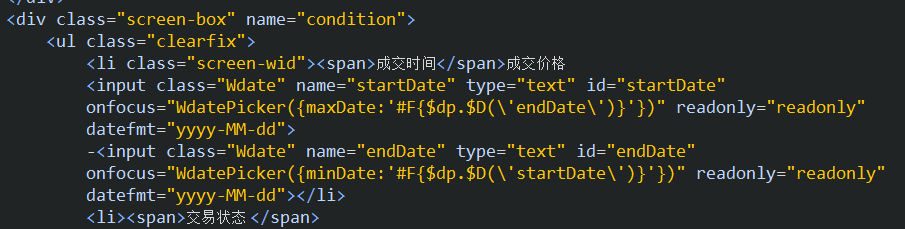 </div>
<div class="screen-box" name="condition">
<ul class="clearfix">
<li class="screen-wid"><span>成交时间</span>成交价格
<input class="Wdate" name="startDate" type="text" id="startDate"
onfocus="WdatePicker({maxDate:'#F{$dp.$D(\'endDate\')}'})" readonly="readonly"
datefmt="yyyy-MM-dd">
-<input class="Wdate" name="endDate" type="text" id="endDate"
onfocus="WdatePicker({minDate:'#F{$dp.$D(\'startDate\')}'})" readonly="readonly"
datefmt="yyyy-MM-dd"></li>
<li><span>交易状态</span>